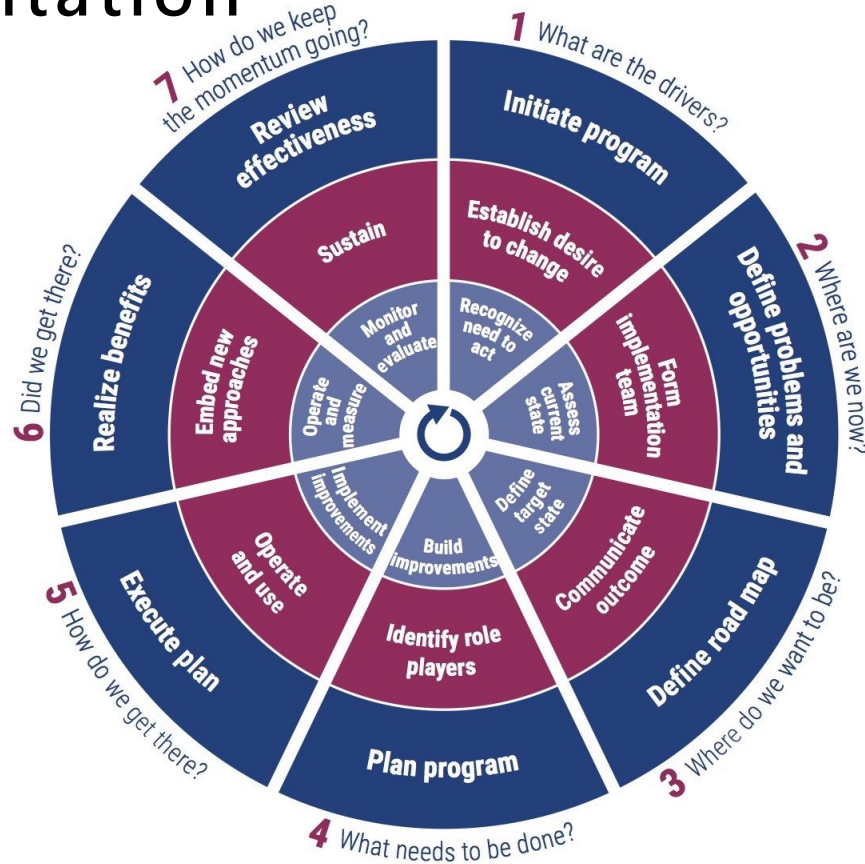 tation
1 What are the drivers?
Initiate program
Establish desire
to change
Recognize
need to
act
2 Where are we now?
Define problems and
opportunities
Form
implementation
team
Assess
current
state
3 Where do we want to be?
Define road map
Communicate
outcome
Define
target
state
4 What needs to be done?
Plan program
Identify role
players
Build
improvements
5 How do we get there?
Execute plan
Operate
and use
Implement
improvements
6 Did we get there?
Realize benefits
Embed new
approaches
Operate
and
measure
7 How do we keep
the momentum going?
Review
effectiveness
Sustain
Monitor
and
evaluate